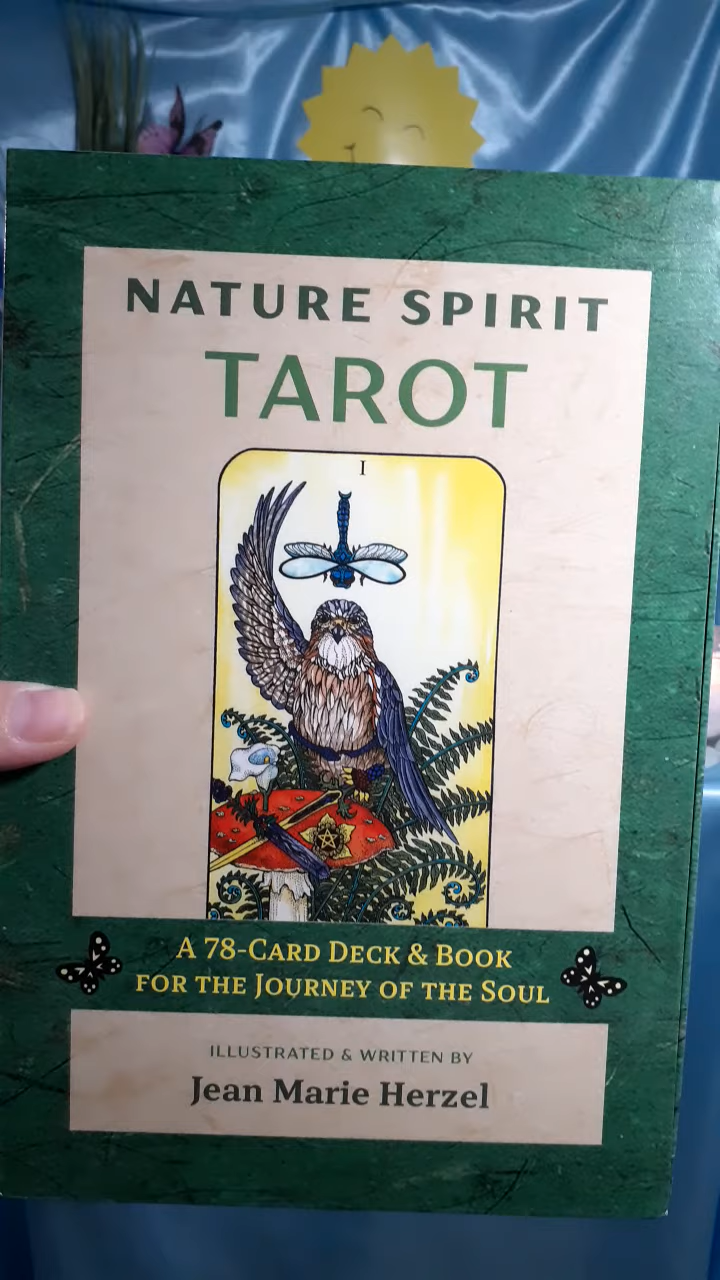 NATURE SPIRIT
TAROT
I
A 78-CARD DECK & BOOK
FOR THE JOURNEY OF THE SOUL
ILLUSTRATED & WRITTEN BY
Jean Marie Herzel